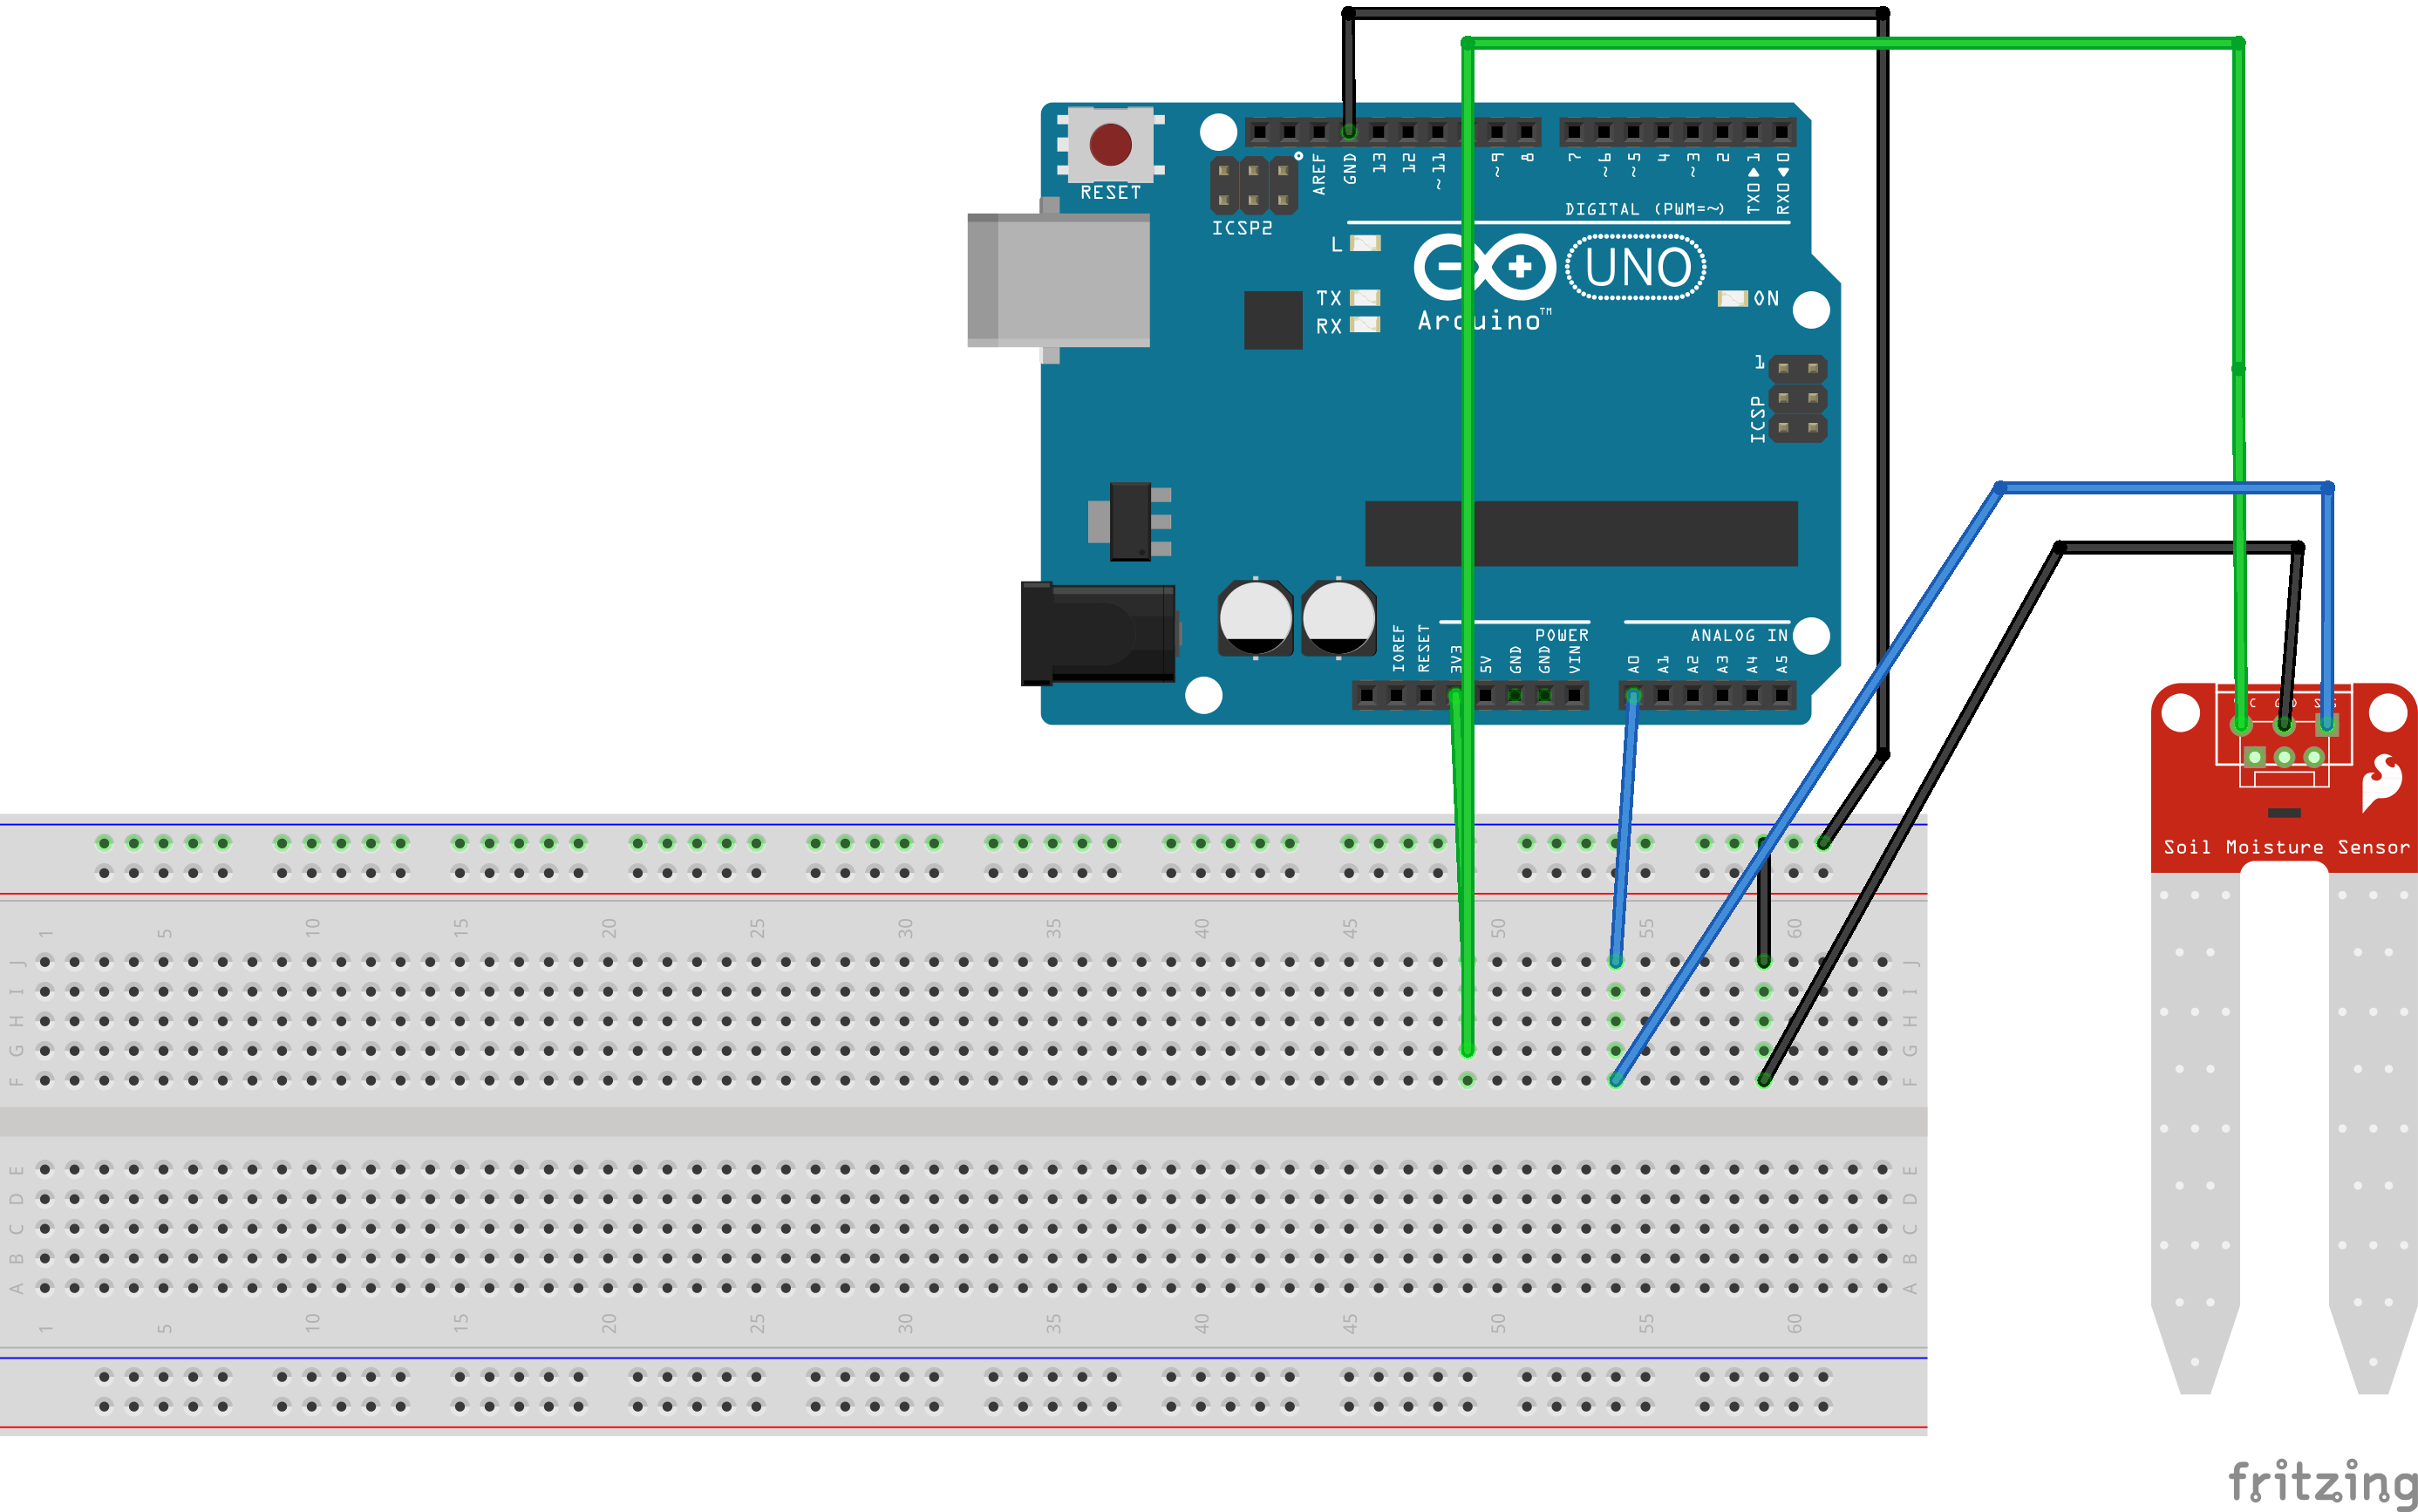 RESET
ICSP2
AREF
GND
13
12
~11
~9
8
7
~6
~5
4
~3
2
TX0 1
RX0 0
DIGITAL (PWM=~)
L
TX
RX
UNO
ON
Arduino™
1
ICSP
POWER
ANALOG IN
IOREF
RESET
3V3
5V
GND
GND
VIN
A0
A1
A2
A3
A4
A5
Soil Moisture Sensor
1 5 10 15 20 25 30 35 40 45 50 55 60
J J
I I
H H
G G
F F
E E
D D
C C
B B
A A
1 5 10 15 20 25 30 35 40 45 50 55 60
fritzing